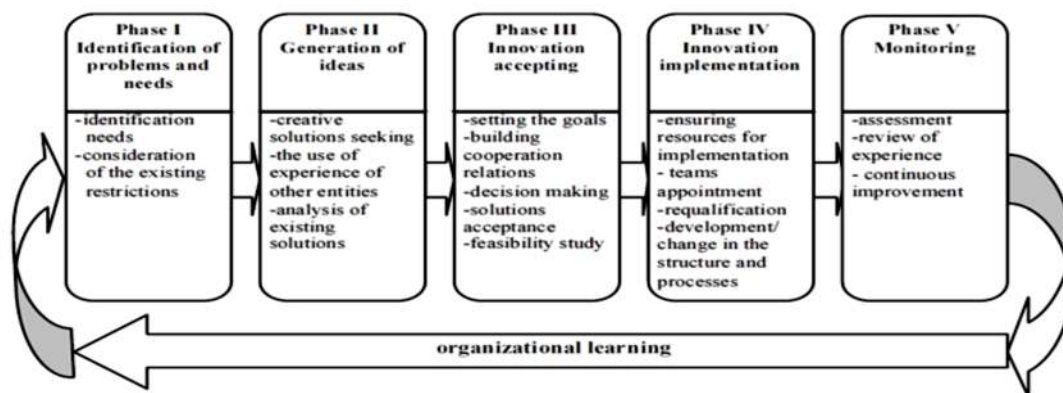 Phase I
Identification of
problems and
needs
-identification
needs
-consideration
of the existing
restrictions
Phase II
Generation of
ideas
-creative
solutions seeking
-the use of
experience of
other entities
-analysis of
existing
solutions
Phase III
Innovation
accepting
-setting the goals
-building
cooperation
relations
-decision making
-solutions
acceptance
-feasibility study
Phase IV
Innovation
implementation
-ensuring
resources for
implementation
- teams
appointment
-requalification
-development/
change in the
structure and
processes
Phase V
Monitoring
-assessment
-review of
experience
- continuous
improvement
organizational learning